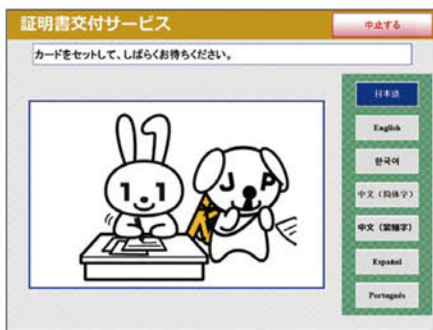 証明書交付サービス
中止する
カードをセットして、しばらくお待ちください。
日本語
English
한국어
中文（简体字）
中文（繁體字）
Español
Português
11
JP